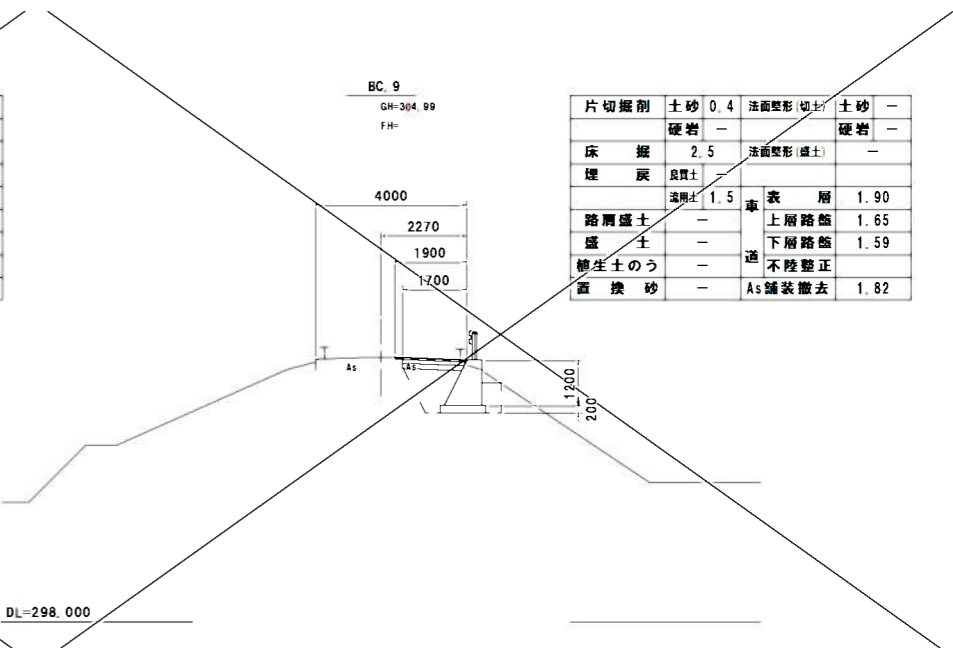 BC. 9
GH=304.99
FH=
片切掘削 土砂 0.4 法面整形(切土) 土砂 −
硬岩 − 硬岩 −
床掘 2.5 法面整形(盛土) −
埋戻 良質土 −
流用土 1.5 車道 表層 1.90
路肩盛土 − 上層路盤 1.65
盛土 − 下層路盤 1.59
植生土のう − 不陸整正
置換砂 − As舗装撤去 1.82
4000
2270
1900
1700
As
As
1200
200
DL=298.000